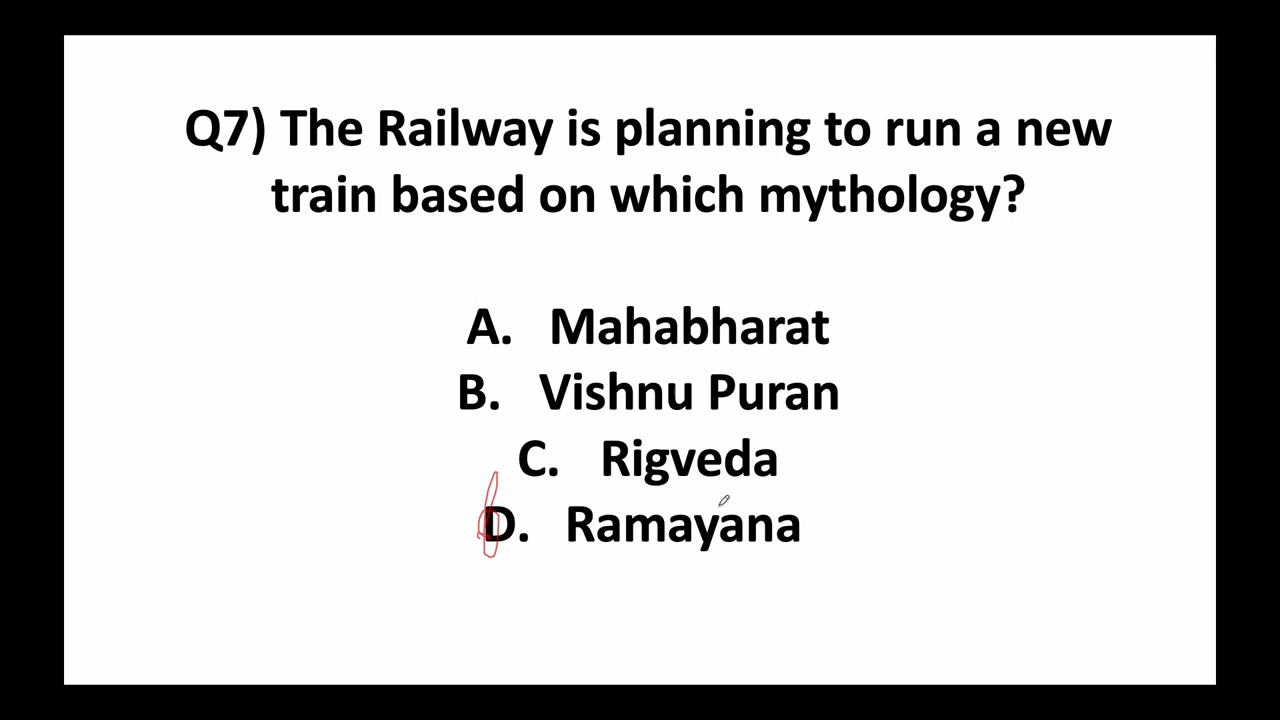 Q7) The Railway is planning to run a new
train based on which mythology?
A. Mahabharat
B. Vishnu Puran
C. Rigveda
D. Ramayana